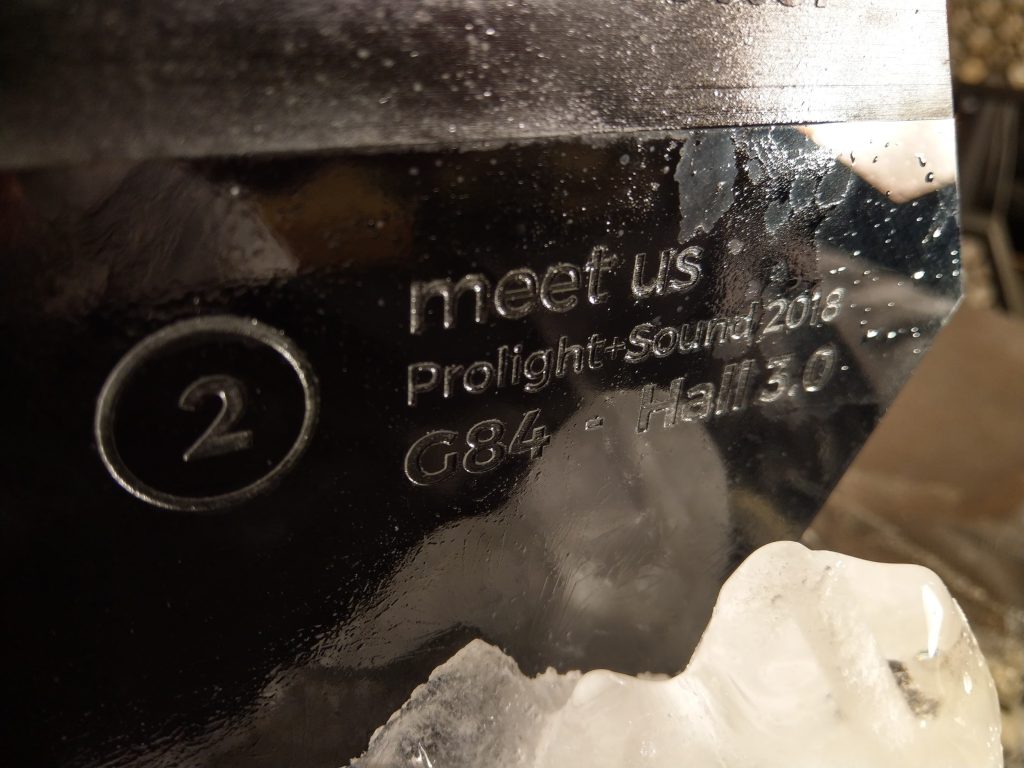 2
meet us
Prolight+Sound 2018
G84 - Hall 3.0